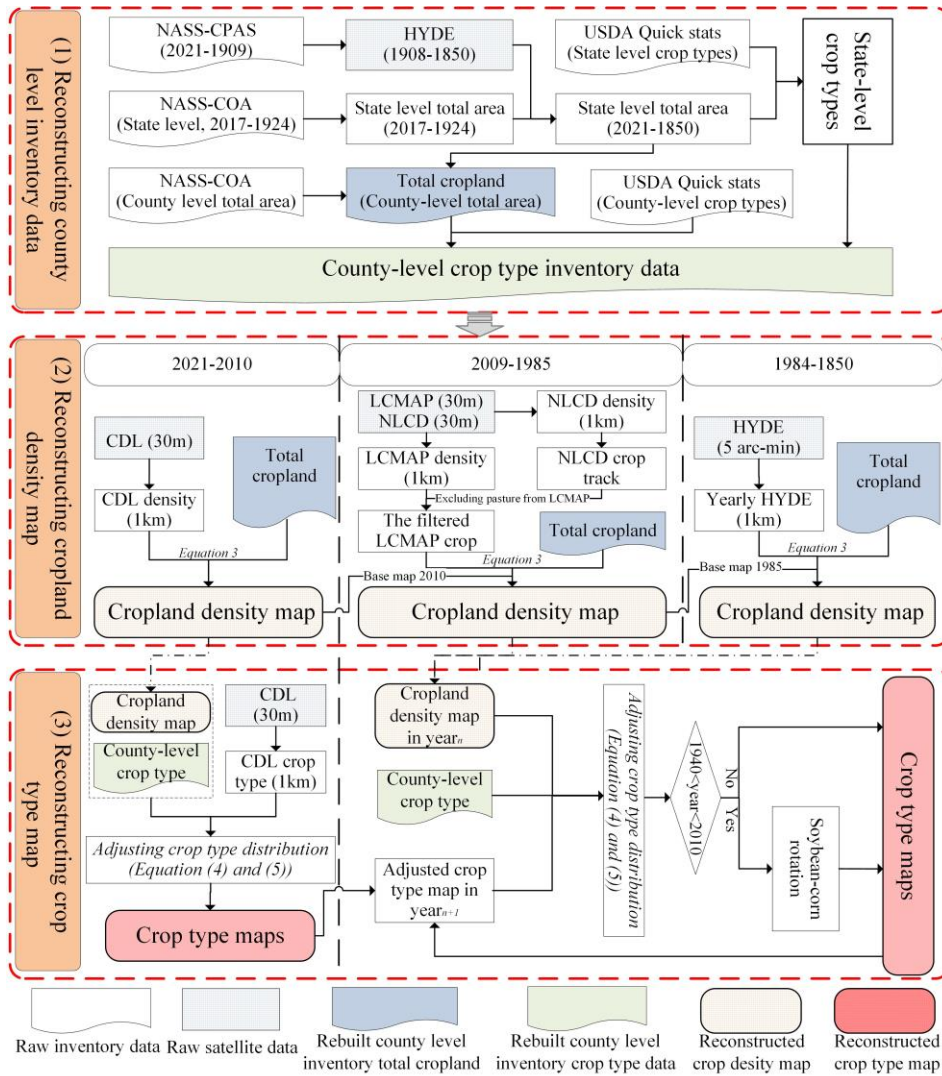 (1) Reconstructing county
level inventory data
NASS-CPAS
(2021-1909)
HYDE
(1908-1850)
USDA Quick stats
(State level crop types)
State-level
crop types
NASS-COA
(State level, 2017-1924)
State level total area
(2017-1924)
State level total area
(2021-1850)
NASS-COA
(County level total area)
Total cropland
(County-level total area)
USDA Quick stats
(County-level crop types)
County-level crop type inventory data
(2) Reconstructing cropland
density map
2021-2010
2009-1985
1984-1850
CDL (30m)
Total
cropland
CDL density
(1km)
Equation 3
LCMAP (30m)
NLCD (30m)
NLCD density
(1km)
LCMAP density
(1km)
NLCD crop
track
Excluding pasture from LCMAP
The filtered
LCMAP crop
Total cropland
Equation 3
HYDE
(5 arc-min)
Total
cropland
Yearly HYDE
(1km)
Equation 3
Base map 2010
Base map 1985
Cropland density map
Cropland density map
Cropland density map
(3) Reconstructing crop
type map
Cropland
density map
County-level
crop type
CDL
(30m)
CDL crop
type (1km)
Adjusting crop type distribution
(Equation (4) and (5))
Crop type maps
Cropland
density map
in yearn
County-level
crop type
Adjusted crop
type map in
yearn+1
Adjusting crop type distribution
(Equation (4) and (5))
1940<year<2010
No
Yes
Soybean-corn
rotation
Crop type maps
Raw inventory data
Raw satellite data
Rebuilt county level
inventory total cropland
Rebuilt county level
inventory crop type data
Reconstructed
crop desity map
Reconstructed
crop type map